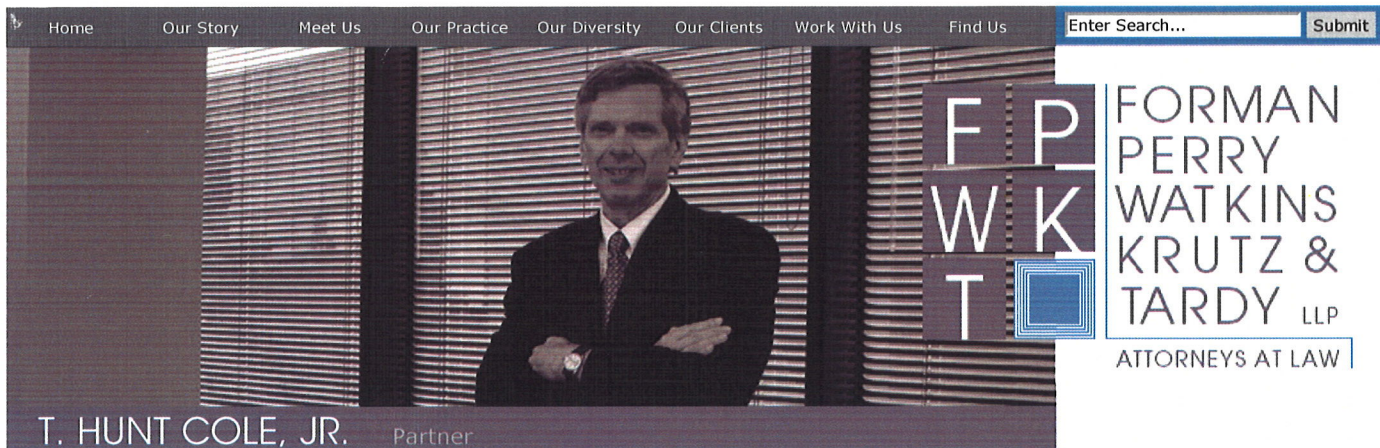 Home Our Story Meet Us Our Practice Our Diversity Our Clients Work With Us Find Us Enter Search... Submit
F P
W K
T
FORMAN
PERRY
WATKINS
KRUTZ &
TARDY LLP
ATTORNEYS AT LAW
T. HUNT COLE, JR. Partner